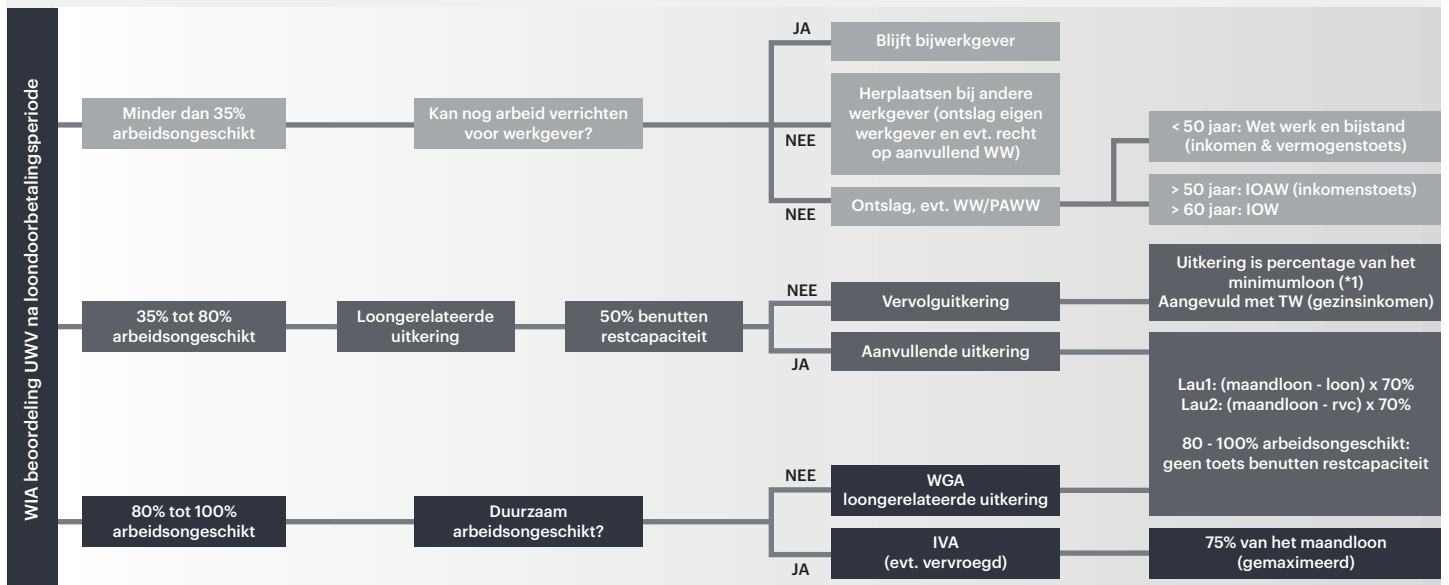 WIA beoordeling UWV na loondoorbetalingsperiode
Minder dan 35%
arbeidsongeschikt
Kan nog arbeid verrichten
voor werkgever?
JA
Blijft bijwerkgever
NEE
Herplaatsen bij andere
werkgever (ontslag eigen
werkgever en evt. recht
op aanvullend WW)
NEE
Ontslag, evt. WW/PAWW
< 50 jaar: Wet werk en bijstand
(inkomen & vermogenstoets)
> 50 jaar: IOAW (inkomenstoets)
> 60 jaar: IOW
35% tot 80%
arbeidsongeschikt
Loongerelateerde
uitkering
50% benutten
restcapaciteit
NEE
Vervolguitkering
Uitkering is percentage van het
minimumloon (*1)
Aangevuld met TW (gezinsinkomen)
JA
Aanvullende uitkering
Lau1: (maandloon - loon) x 70%
Lau2: (maandloon - rvc) x 70%
80 - 100% arbeidsongeschikt:
geen toets benutten restcapaciteit
80% tot 100%
arbeidsongeschikt
Duurzaam
arbeidsongeschikt?
NEE
WGA
loongerelateerde uitkering
JA
IVA
(evt. vervroegd)
75% van het maandloon
(gemaximeerd)